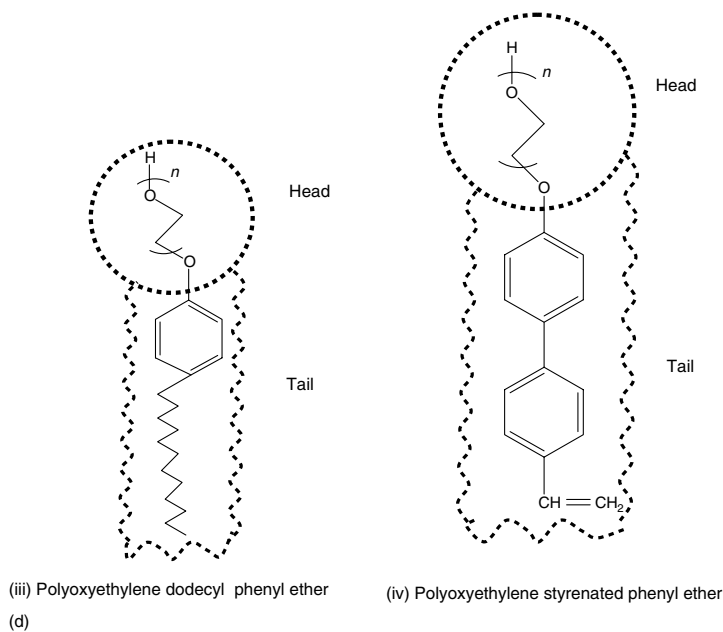 H
O
n
O
Head
Tail
H
O
n
O
Head
Tail
CH
CH2
(iii) Polyoxyethylene dodecyl phenyl ether
(iv) Polyoxyethylene styrenated phenyl ether
(d)